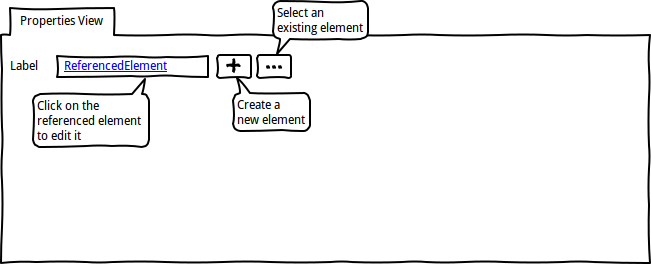 Select an
existing element
Properties View
Label
ReferencedElement
+
...
Click on the
referenced element
to edit it
Create a
new element